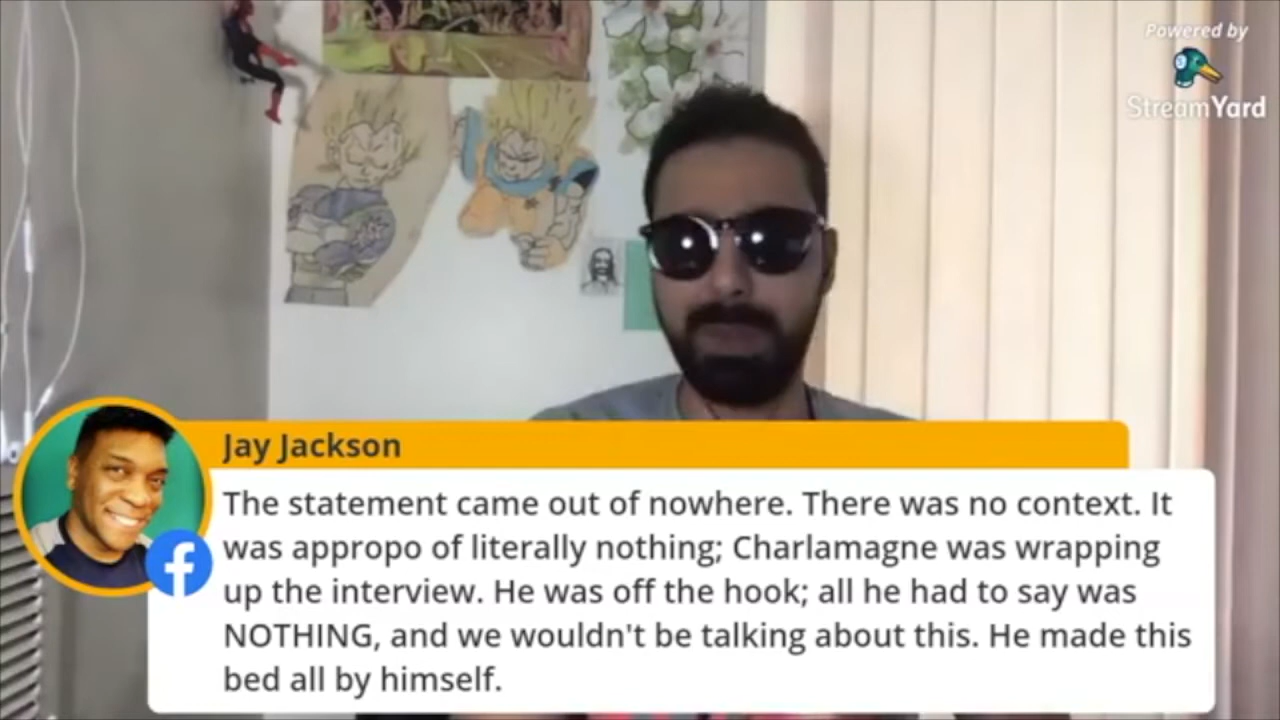 Powered by
StreamYard
Jay Jackson
The statement came out of nowhere. There was no context. It
was appropo of literally nothing; Charlamagne was wrapping
up the interview. He was off the hook; all he had to say was
NOTHING, and we wouldn't be talking about this. He made this
bed all by himself.